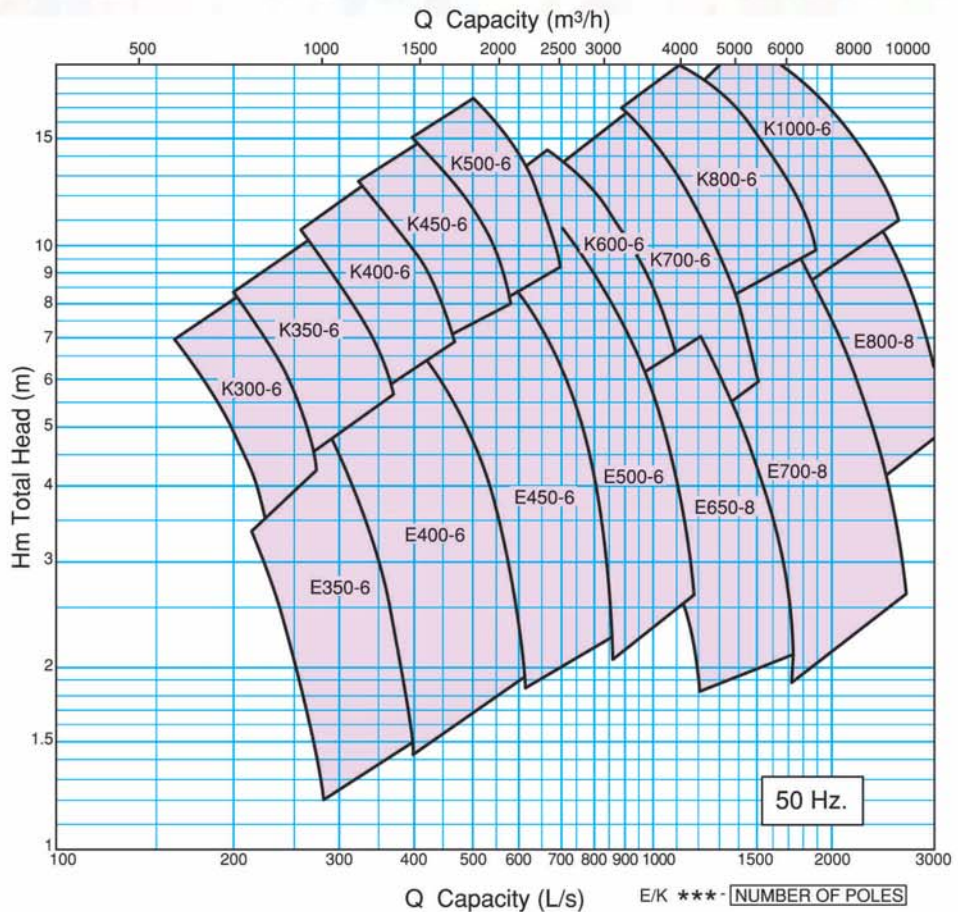 Q Capacity (m³/h)
500 1000 1500 2000 2500 3000 4000 5000 6000 8000 10000
Hm Total Head (m)
15
10
9
8
7
6
5
4
3
2
1.5
1
K1000-6
K500-6
K800-6
K450-6
K600-6
K700-6
K400-6
K350-6
E800-8
K300-6
E700-8
E500-6
E450-6
E650-8
E400-6
E350-6
50 Hz.
100 200 300 400 500 600 700 800 900 1000 1500 2000 3000
Q Capacity (L/s)
E/K ***- NUMBER OF POLES